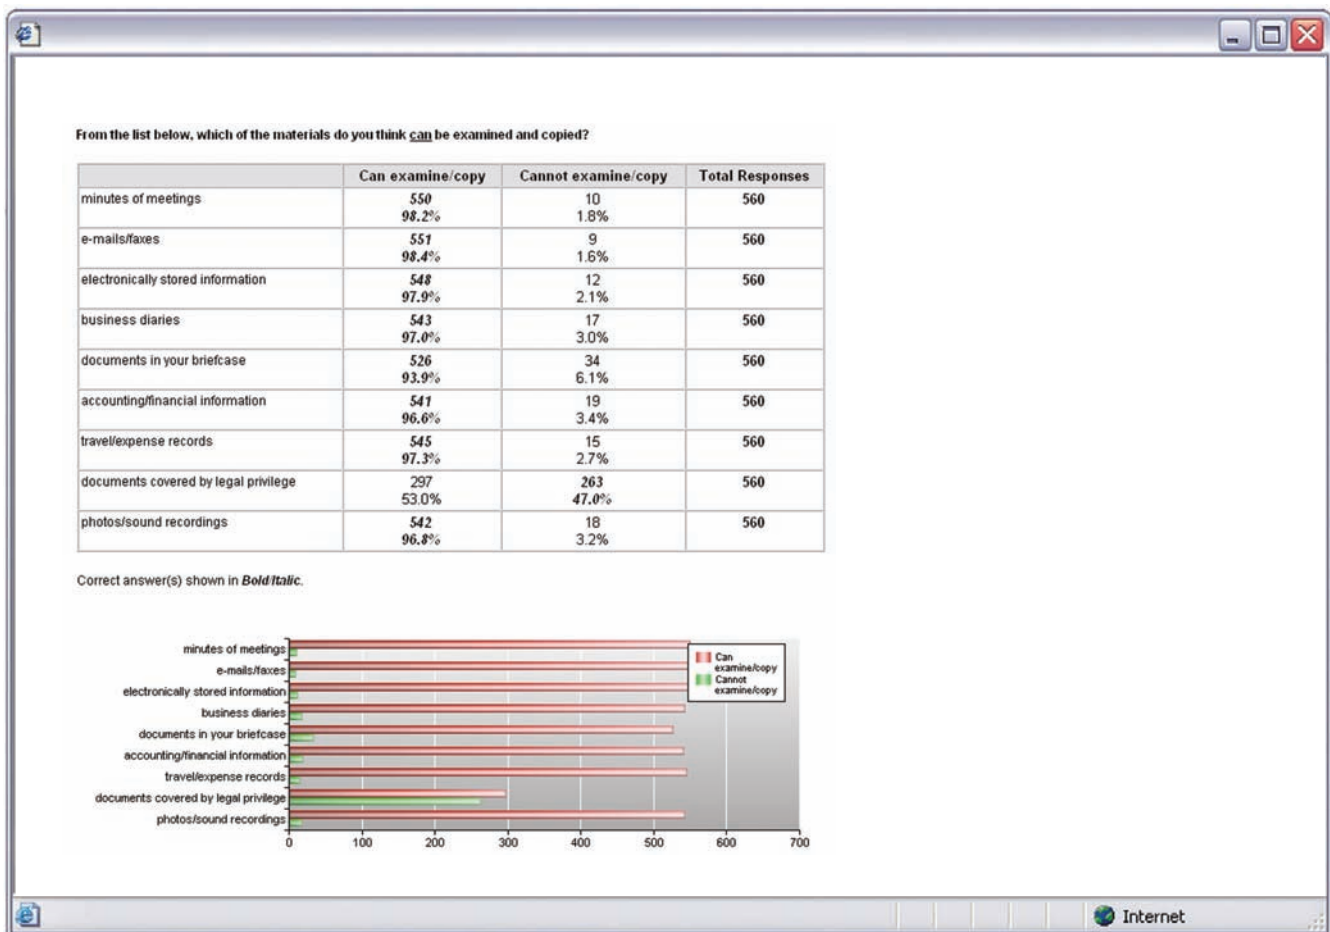 From the list below, which of the materials do you think can be examined and copied?
Can examine/copy Cannot examine/copy Total Responses
minutes of meetings 550 10 560
98.2% 1.8%
e-mails/faxes 551 9 560
98.4% 1.6%
electronically stored information 548 12 560
97.9% 2.1%
business diaries 543 17 560
97.0% 3.0%
documents in your briefcase 526 34 560
93.9% 6.1%
accounting/financial information 541 19 560
96.6% 3.4%
travel/expense records 545 15 560
97.3% 2.7%
documents covered by legal privilege 297 263 560
53.0% 47.0%
photos/sound recordings 542 18 560
96.8% 3.2%
Correct answer(s) shown in Bold/Italic.
minutes of meetings
e-mails/faxes
electronically stored information
business diaries
documents in your briefcase
accounting/financial information
travel/expense records
documents covered by legal privilege
photos/sound recordings
Can
examine/copy
Cannot
examine/copy
0 100 200 300 400 500 600 700
Internet